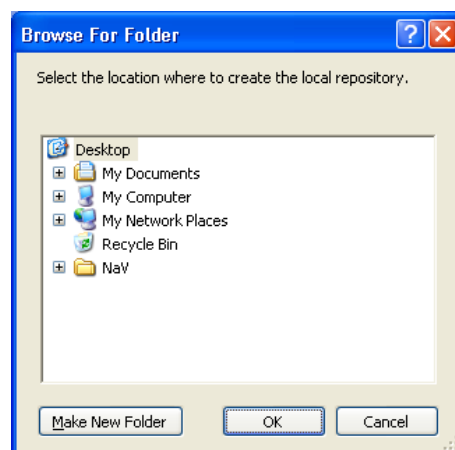 Browse For Folder
Select the location where to create the local repository.
Desktop
My Documents
My Computer
My Network Places
Recycle Bin
NaV
Make New Folder OK Cancel